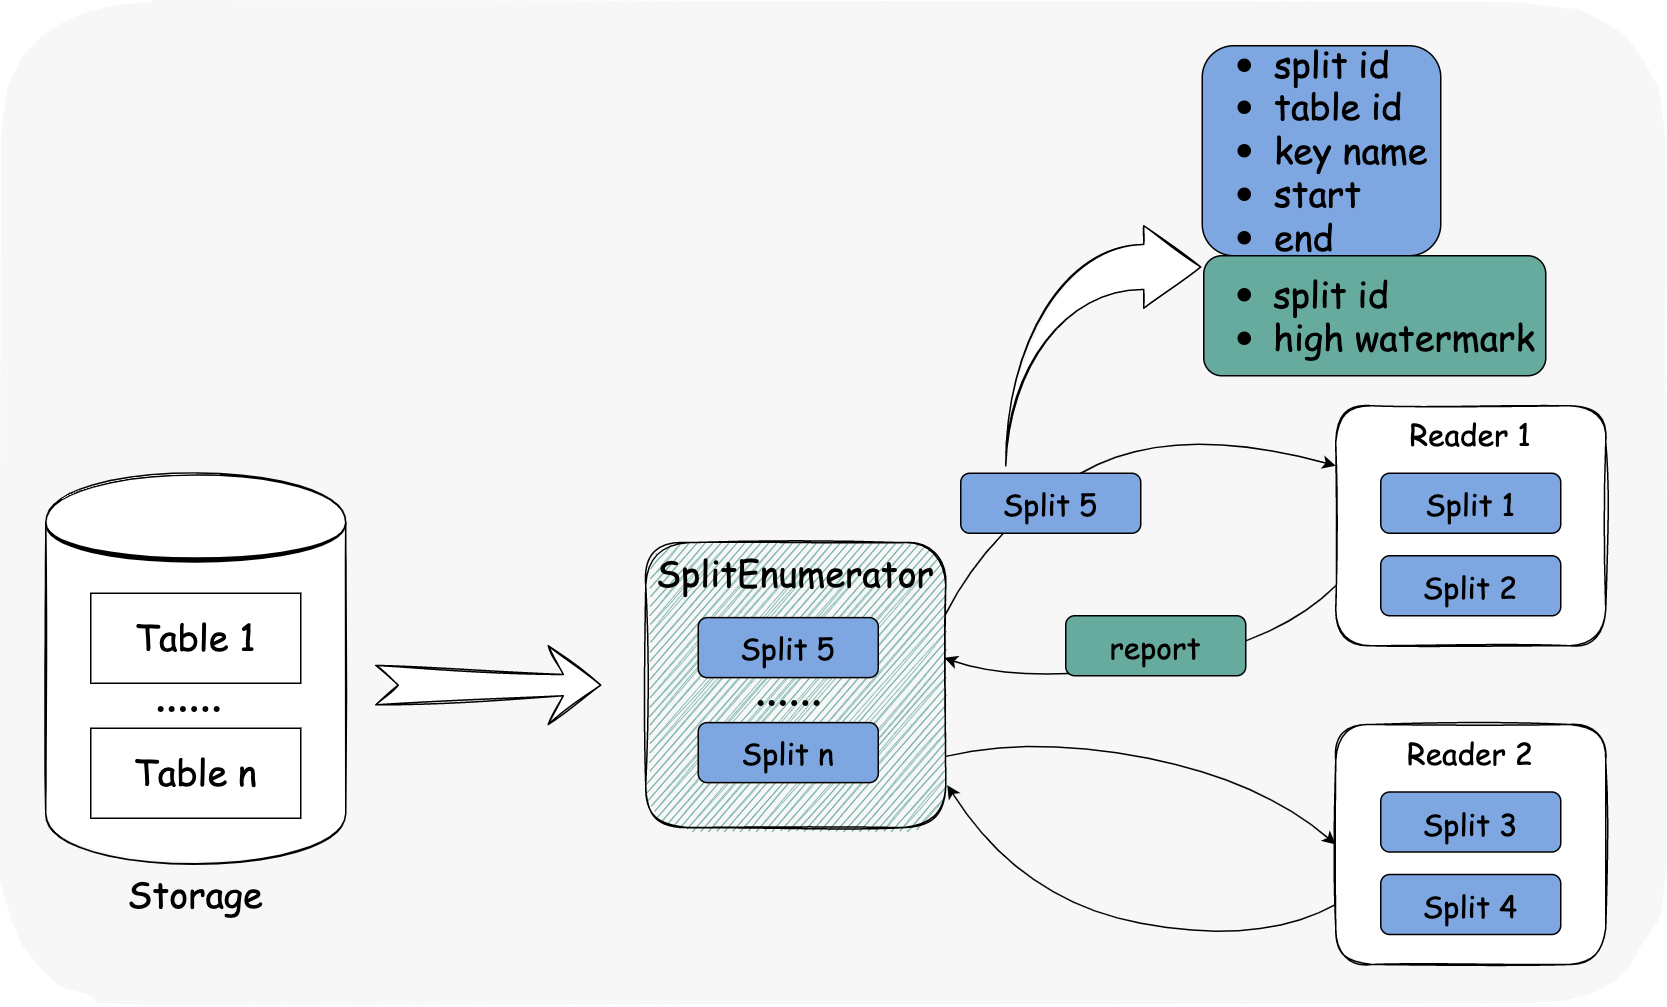 • split id
• table id
• key name
• start
• end
• split id
• high watermark
Reader 1
Split 1
Split 2
Split 5
report
SplitEnumerator
Split 5
......
Split n
Table 1
......
Table n
Storage
Reader 2
Split 3
Split 4